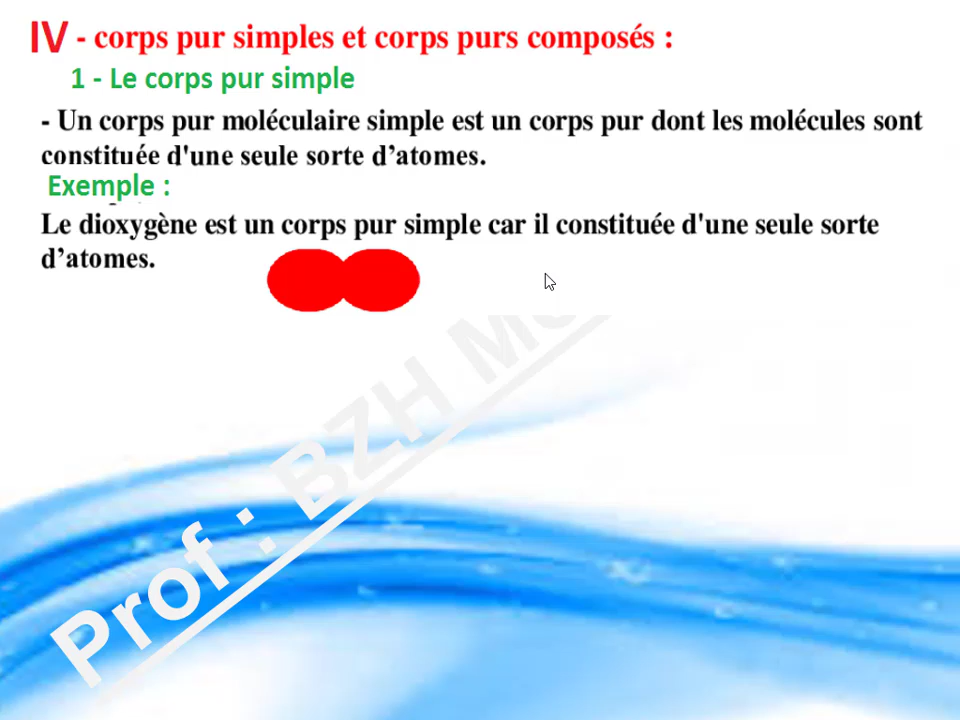 IV - corps pur simples et corps purs composés :
1 - Le corps pur simple
- Un corps pur moléculaire simple est un corps pur dont les molécules sont
constituée d'une seule sorte d’atomes.
Exemple :
Le dioxygène est un corps pur simple car il constituée d'une seule sorte
d’atomes.
Prof : BZH